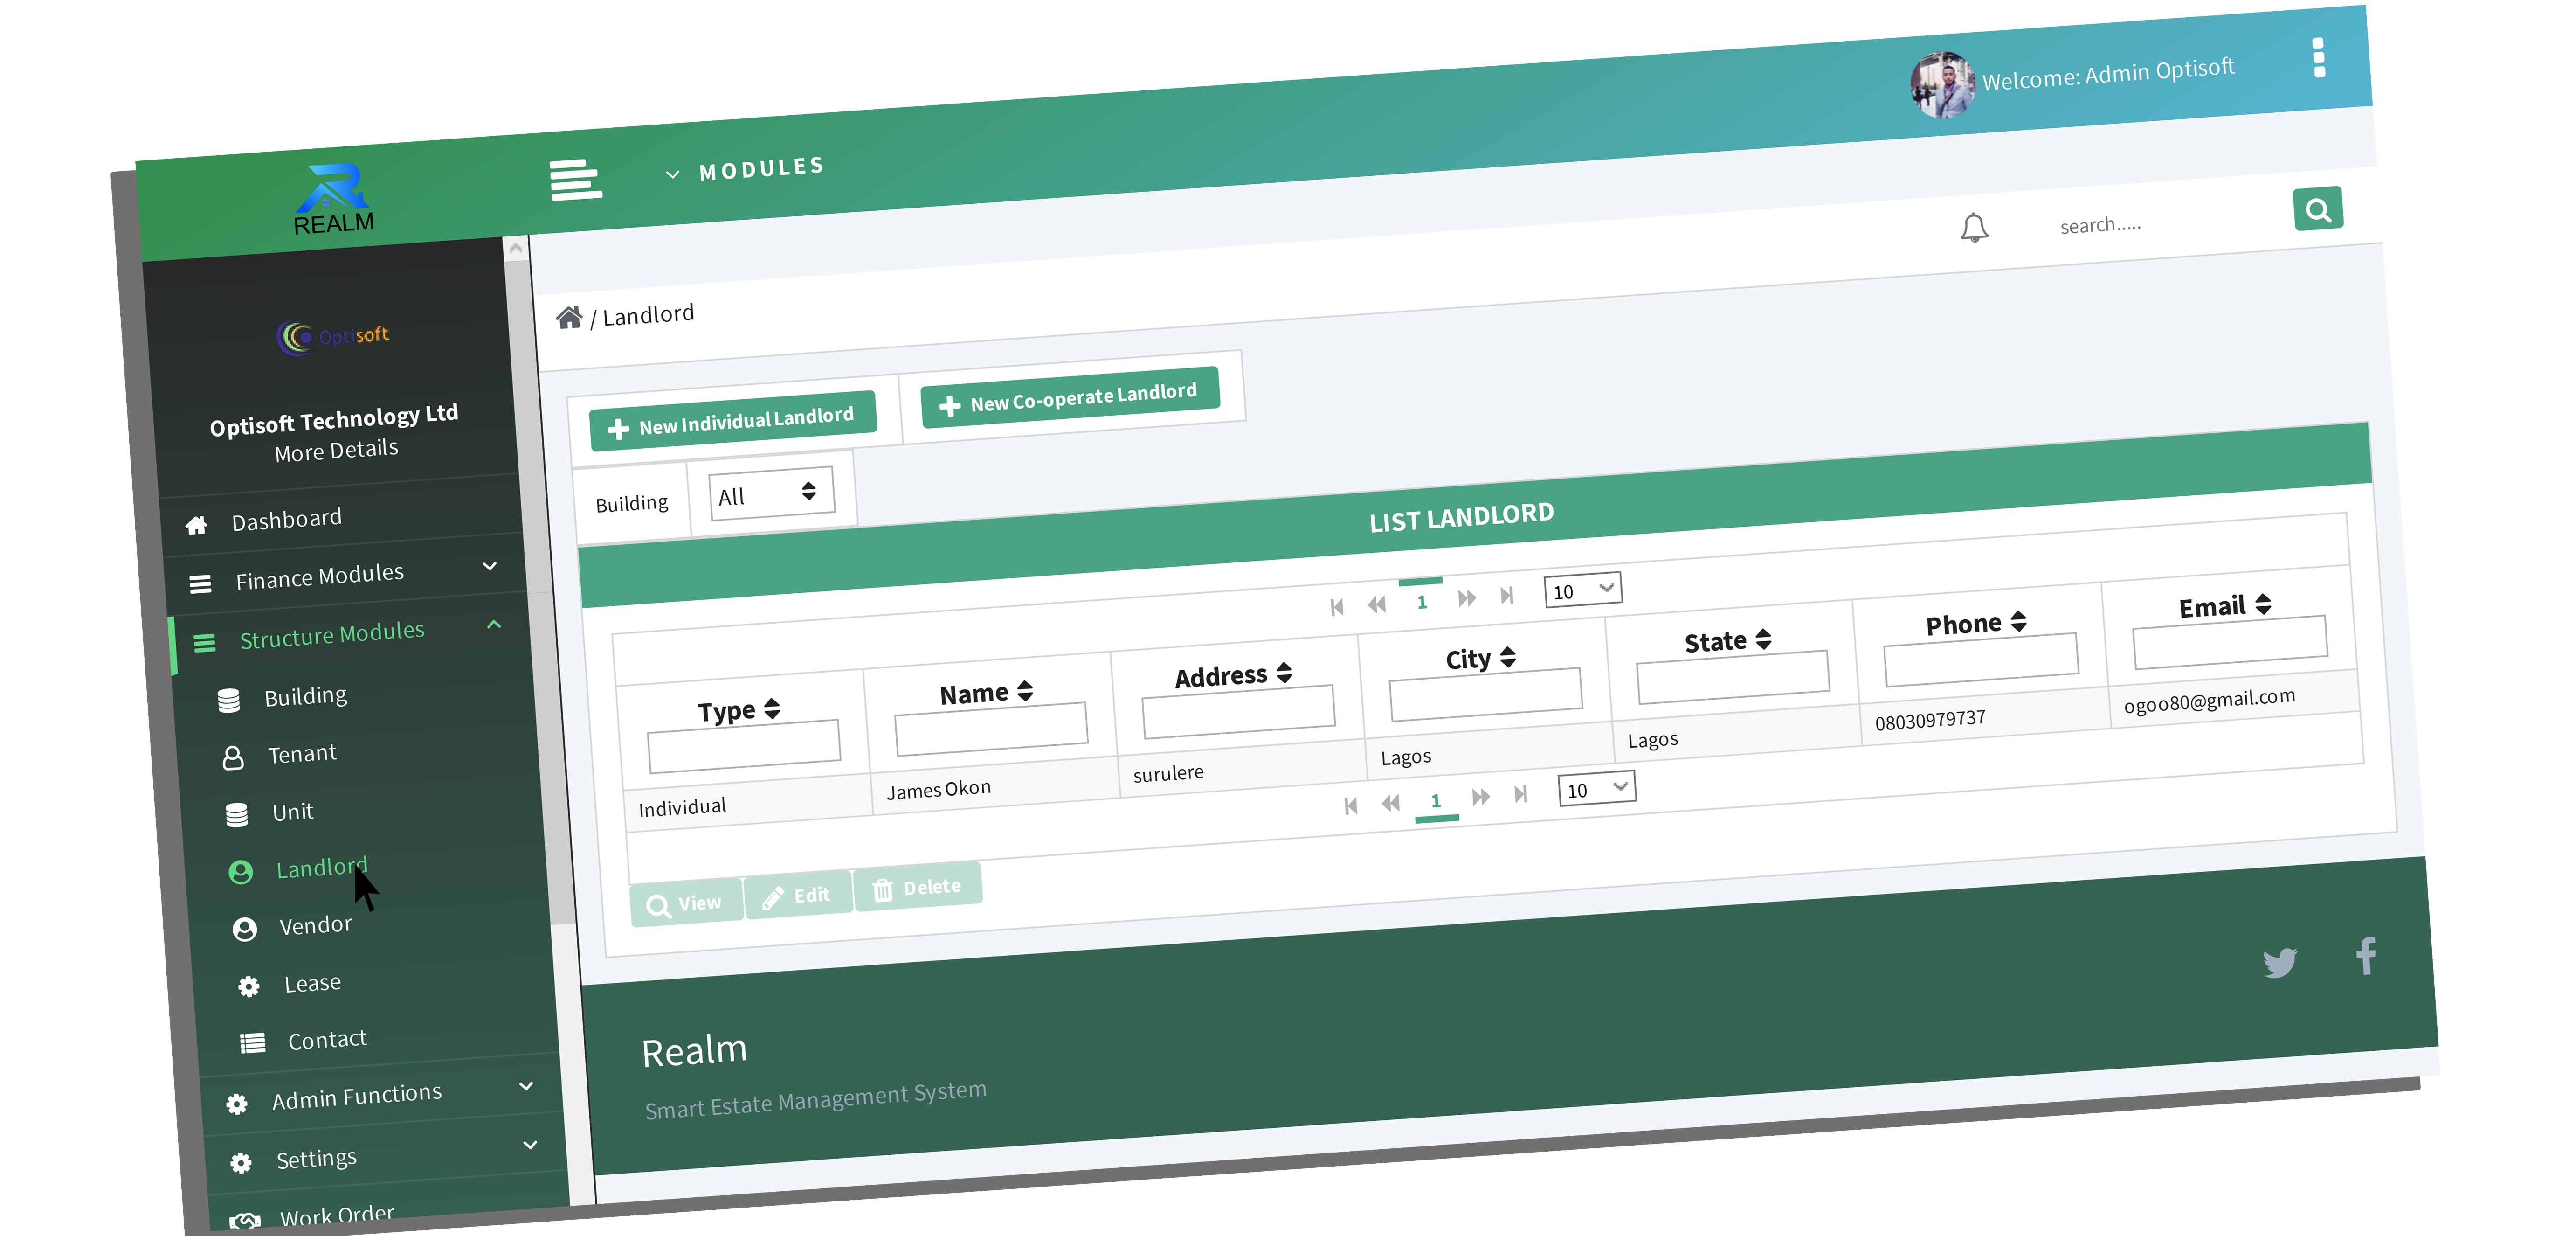 REALM
MODULES
Welcome: Admin Optisoft
search.....
/ Landlord
Optisoft
Optisoft Technology Ltd
More Details
Dashboard
Finance Modules
Structure Modules
Building
Tenant
Unit
Landlord
Vendor
Lease
Contact
Admin Functions
Settings
Work Order
New Individual Landlord
New Co-operate Landlord
Building
All
LIST LANDLORD
1
10
Type Name Address City State Phone Email
Individual James Okon surulere Lagos Lagos 08030979737 ogoo80@gmail.com
1
10
View Edit Delete
Realm
Smart Estate Management System